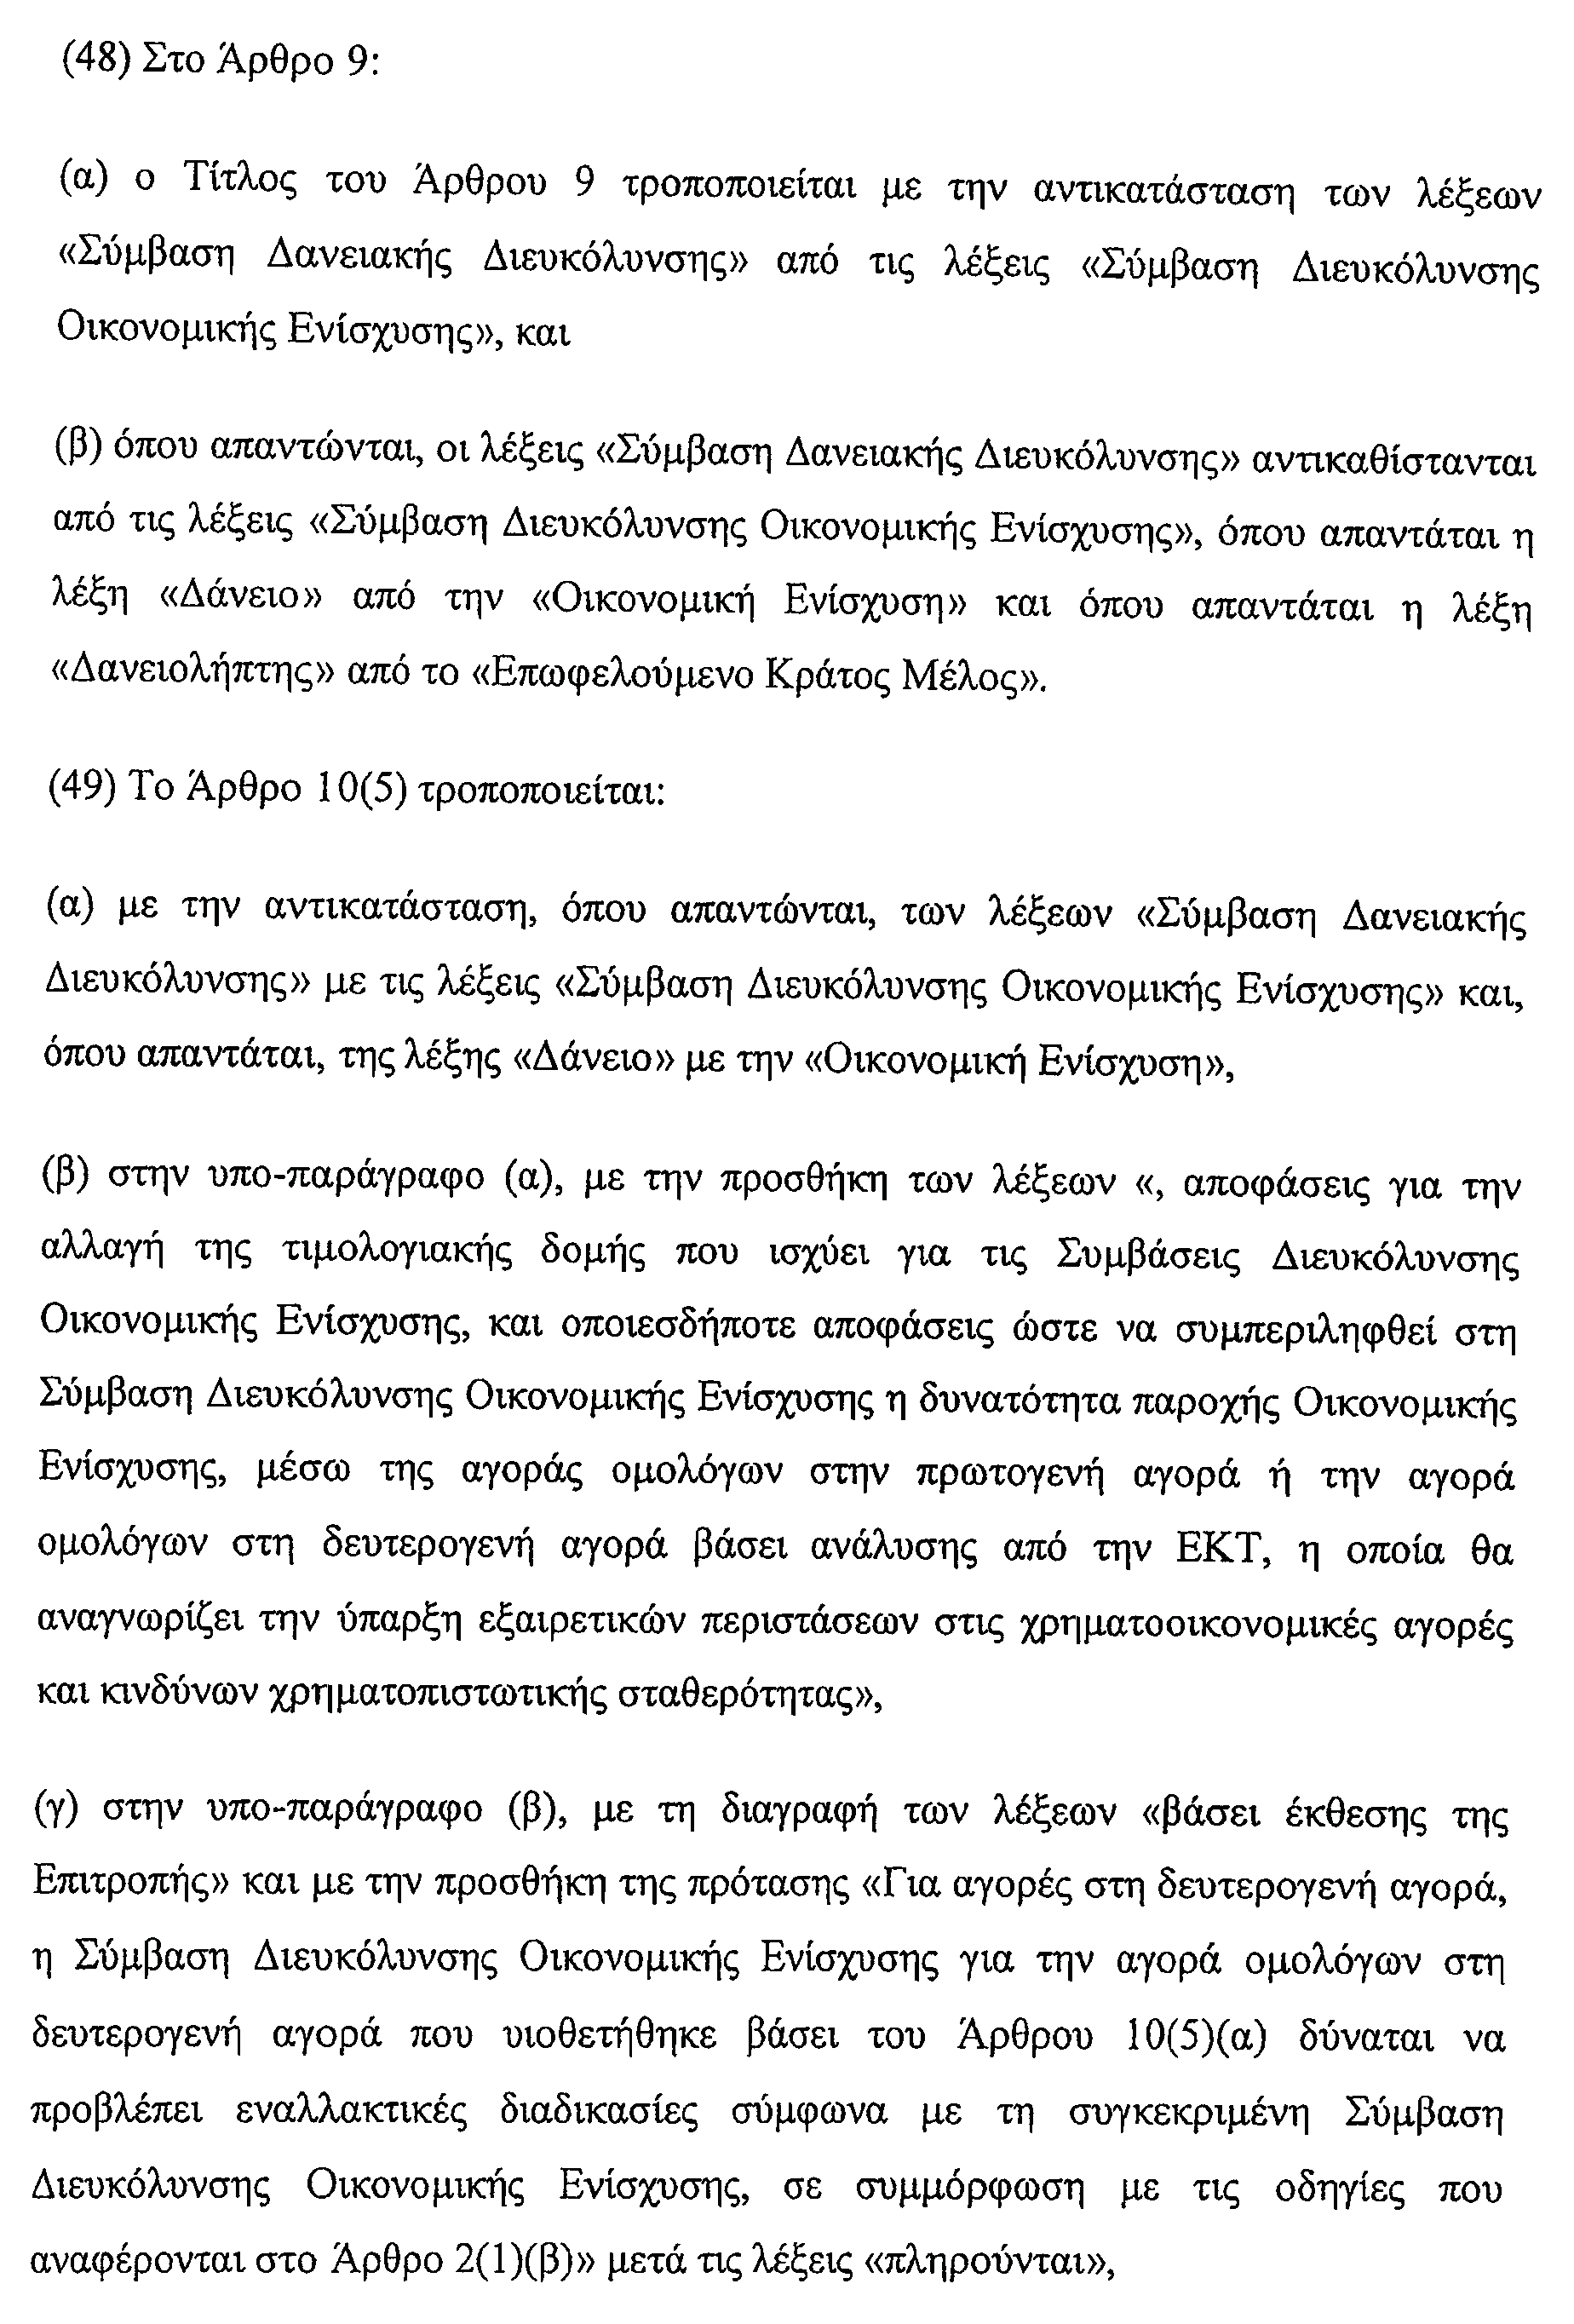 (48) Στο Άρθρο 9:
(α) ο Τίτλος του Άρθρου 9 τροποποιείται με την αντικατάσταση των λέξεων
«Σύμβαση Δανειακής Διευκόλυνσης» από τις λέξεις «Σύμβαση Διευκόλυνσης
Οικονομικής Ενίσχυσης», και
(β) όπου απαντώνται, οι λέξεις «Σύμβαση Δανειακής Διευκόλυνσης» αντικαθίστανται
από τις λέξεις «Σύμβαση Διευκόλυνσης Οικονομικής Ενίσχυσης», όπου απαντάται η
λέξη «Δάνειο» από την «Οικονομική Ενίσχυση» και όπου απαντάται η λέξη
«Δανειολήπτης» από το «Επωφελούμενο Κράτος Μέλος».
(49) Το Άρθρο 10(5) τροποποιείται:
(α) με την αντικατάσταση, όπου απαντώνται, των λέξεων «Σύμβαση Δανειακής
Διευκόλυνσης» με τις λέξεις «Σύμβαση Διευκόλυνσης Οικονομικής Ενίσχυσης» και,
όπου απαντάται, της λέξης «Δάνειο» με την «Οικονομική Ενίσχυση»,
(β) στην υπο-παράγραφο (α), με την προσθήκη των λέξεων «, αποφάσεις για την
αλλαγή της τιμολογιακής δομής που ισχύει για τις Συμβάσεις Διευκόλυνσης
Οικονομικής Ενίσχυσης, και οποιεσδήποτε αποφάσεις ώστε να συμπεριληφθεί στη
Σύμβαση Διευκόλυνσης Οικονομικής Ενίσχυσης η δυνατότητα παροχής Οικονομικής
Ενίσχυσης, μέσω της αγοράς ομολόγων στην πρωτογενή αγορά ή την αγορά
ομολόγων στη δευτερογενή αγορά βάσει ανάλυσης από την ΕΚΤ, η οποία θα
αναγνωρίζει την ύπαρξη εξαιρετικών περιστάσεων στις χρηματοοικονομικές αγορές
και κινδύνων χρηματοπιστωτικής σταθερότητας»,
(γ) στην υπο-παράγραφο (β), με τη διαγραφή των λέξεων «βάσει έκθεσης της
Επιτροπής» και με την προσθήκη της πρότασης «Για αγορές στη δευτερογενή αγορά,
η Σύμβαση Διευκόλυνσης Οικονομικής Ενίσχυσης για την αγορά ομολόγων στη
δευτερογενή αγορά που υιοθετήθηκε βάσει του Άρθρου 10(5)(α) δύναται να
προβλέπει εναλλακτικές διαδικασίες σύμφωνα με τη συγκεκριμένη Σύμβαση
Διευκόλυνσης Οικονομικής Ενίσχυσης, σε συμμόρφωση με τις οδηγίες που
αναφέρονται στο Άρθρο 2(1)(β)» μετά τις λέξεις «πληρούνται»,